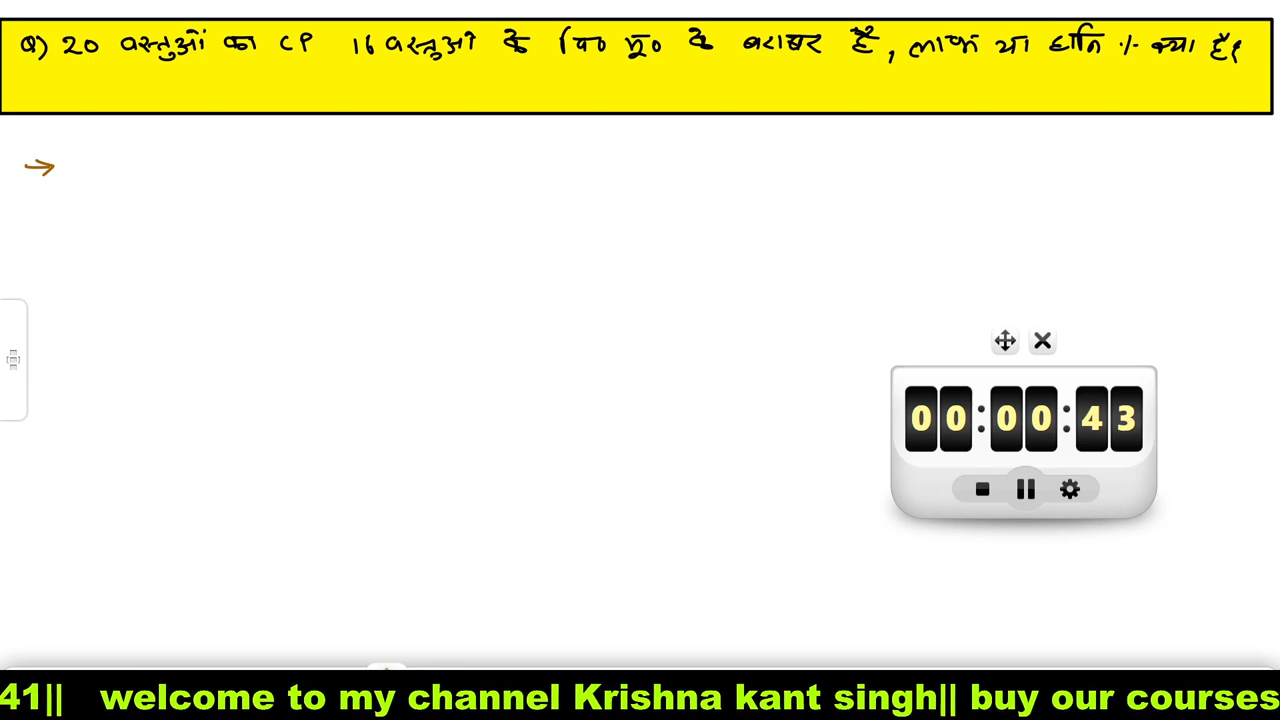 Q) 20 वस्तुओं का CP 16 वस्तुओं के वि० मू० के बराबर है, लाभ या हानि % क्या है।
→
00:00:43
41|| welcome to my channel Krishna kant singh|| buy our courses